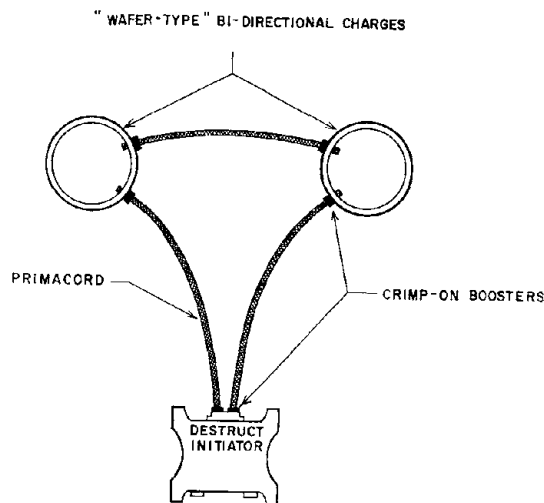 "WAFER-TYPE" BI-DIRECTIONAL CHARGES
PRIMACORD
CRIMP-ON BOOSTERS
DESTRUCT
INITIATOR